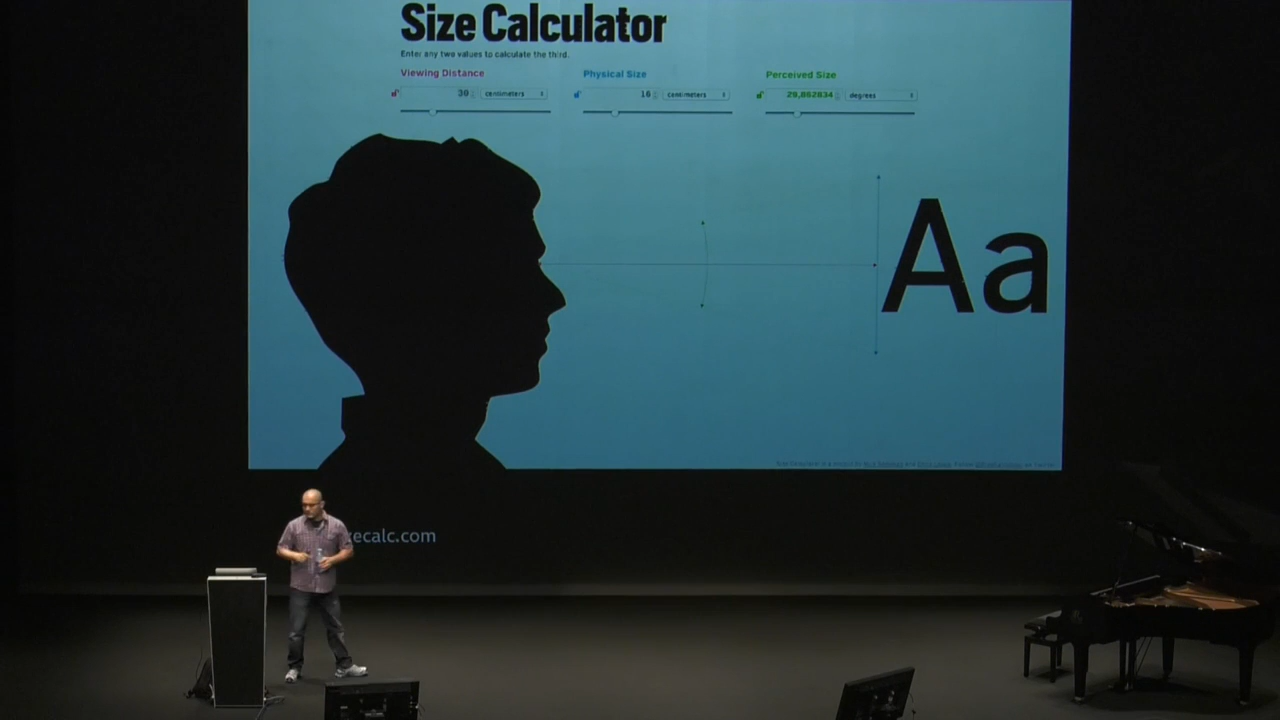 Size Calculator
Enter any two values to calculate the third.
Viewing Distance
Physical Size
Perceived Size
30 centimeters
16 centimeters
29,862834 degrees
Aa
ecalc.com